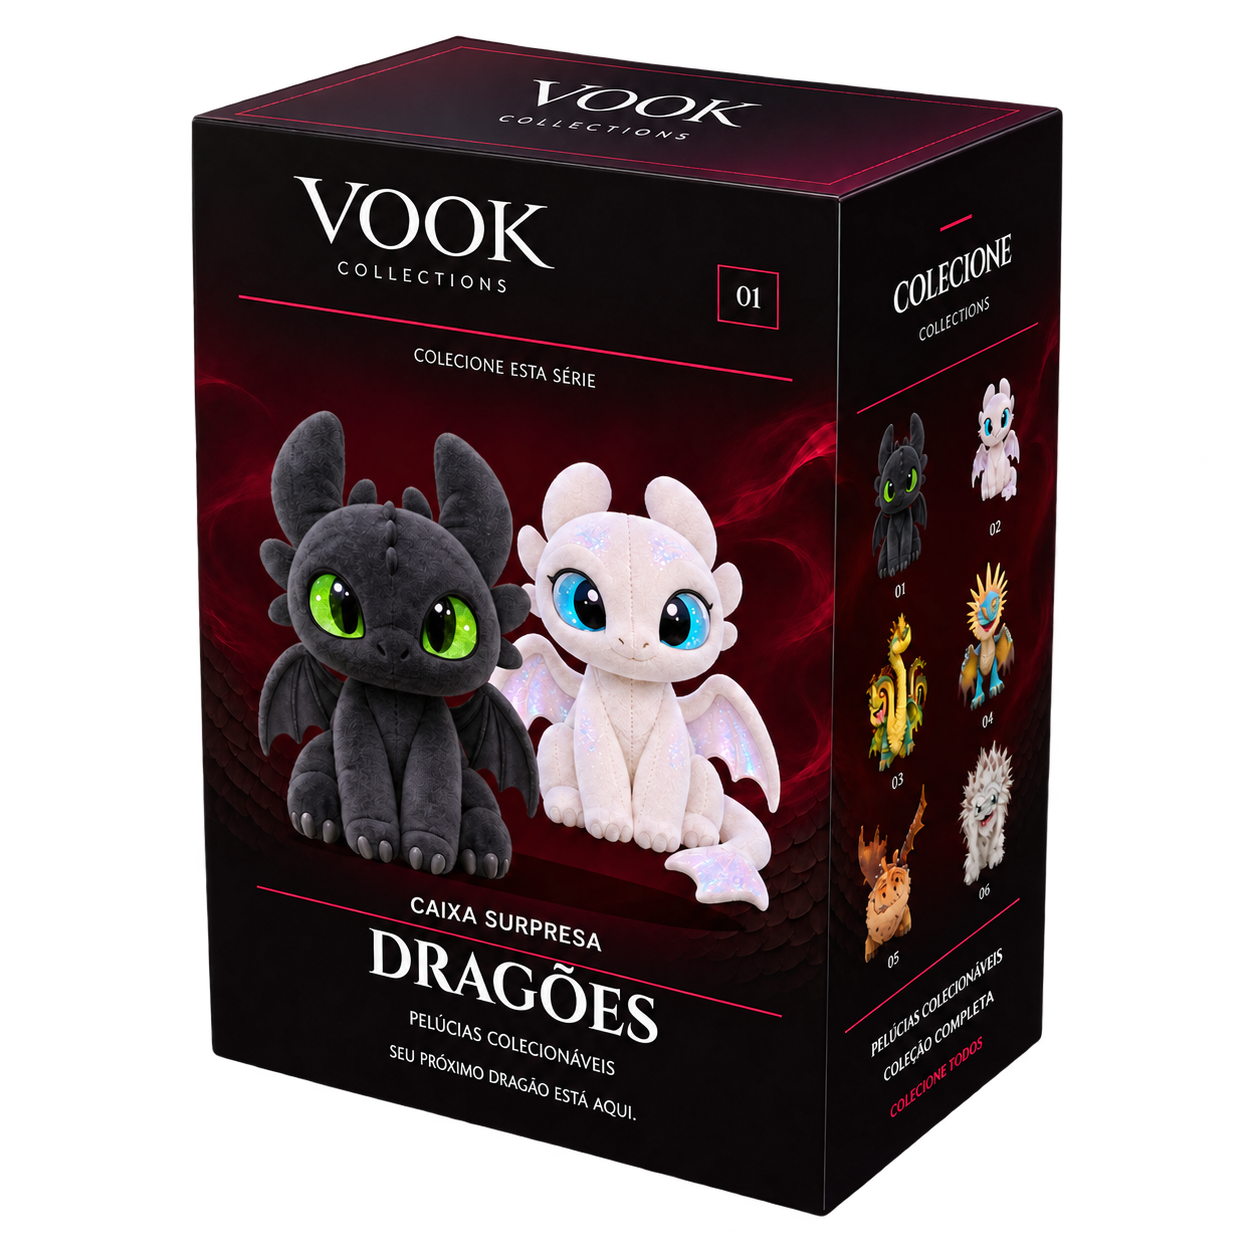 VOOK
COLLECTIONS
VOOK
COLLECTIONS
01
COLECIONE ESTA SÉRIE
CAIXA SURPRESA
DRAGÕES
PELÚCIAS COLECIONÁVEIS
SEU PRÓXIMO DRAGÃO ESTÁ AQUI.
COLECIONE
COLLECTIONS
01
02
03
04
05
06
PELÚCIAS COLECIONÁVEIS
COLEÇÃO COMPLETA
COLECIONE TODOS